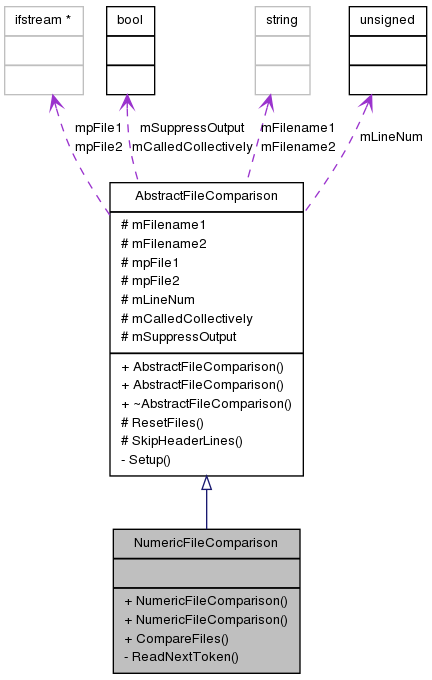 ifstream *
bool
string
unsigned
mpFile1
mpFile2
mSuppressOutput
mCalledCollectively
mFilename1
mFilename2
mLineNum
AbstractFileComparison
# mFilename1
# mFilename2
# mpFile1
# mpFile2
# mLineNum
# mCalledCollectively
# mSuppressOutput
+ AbstractFileComparison()
+ AbstractFileComparison()
+ ~AbstractFileComparison()
# ResetFiles()
# SkipHeaderLines()
- Setup()
NumericFileComparison
+ NumericFileComparison()
+ NumericFileComparison()
+ CompareFiles()
- ReadNextToken()